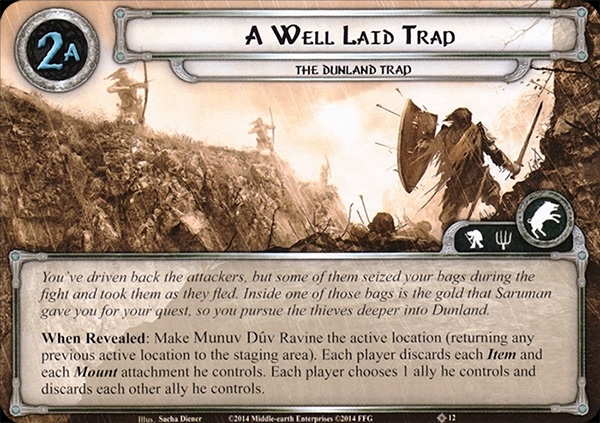 2A
A Well Laid Trap
The Dunland Trap
You've driven back the attackers, but some of them seized your bags during the
fight and took them as they fled. Inside one of those bags is the gold that Saruman
gave you for your quest, so you pursue the thieves deeper into Dunland.
When Revealed: Make Munuv Dûv Ravine the active location (returning any
previous active location to the staging area). Each player discards each Item and
each Mount attachment he controls. Each player chooses 1 ally he controls and
discards each other ally he controls.
Illus. Sacha Diener ©2014 Middle-earth Enterprises ©2014 FFG 12